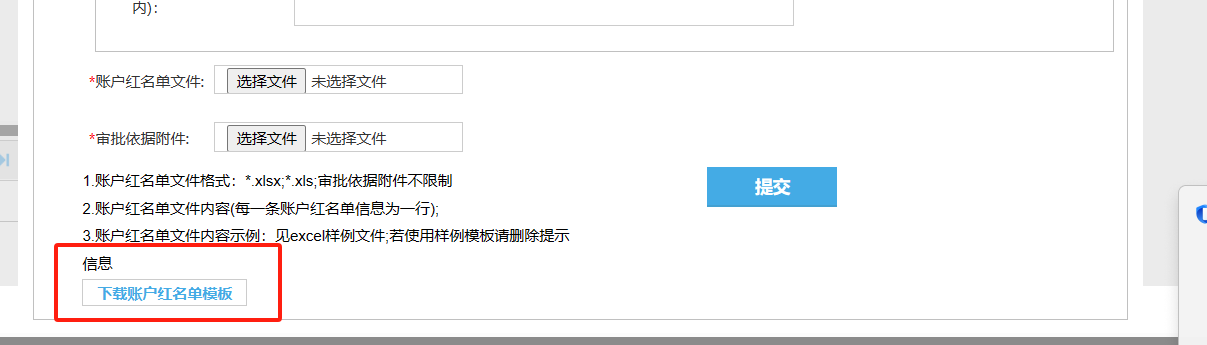 内):
*账户红名单文件: 选择文件 未选择文件
*审批依据附件: 选择文件 未选择文件
1.账户红名单文件格式：*.xlsx;*.xls;审批依据附件不限制
提交
2.账户红名单文件内容(每一条账户红名单信息为一行);
3.账户红名单文件内容示例：见excel样例文件;若使用样例模板请删除提示
信息
下载账户红名单模板